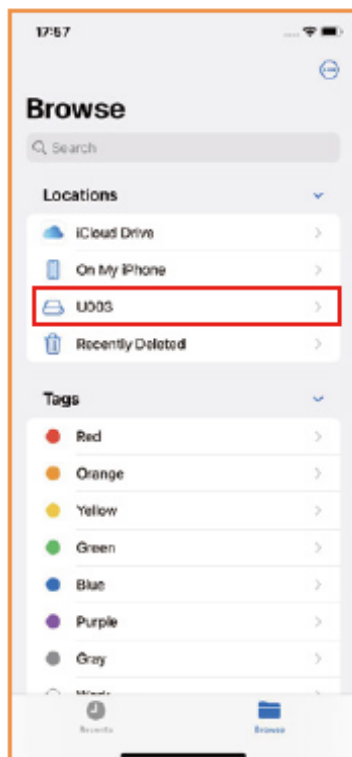 17:57
Browse
Search
Locations
iCloud Drive
On My iPhone
U00S
Recently Deleted
Tags
Red
Orange
Yellow
Green
Blue
Purple
Gray
Recents
Browse